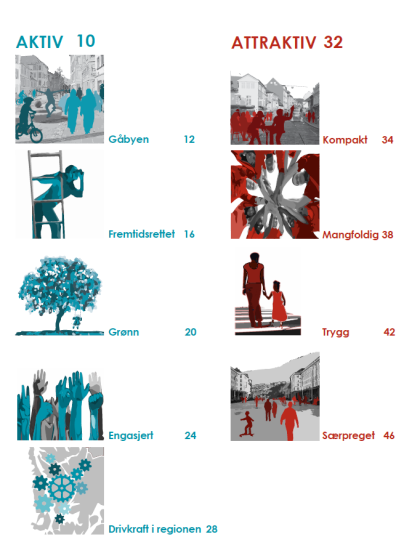 AKTIV 10
Gåbyen 12
Fremtidsrettet 16
Grønn 20
Engasjert 24
Drivkraft i regionen 28
ATTRAKTIV 32
Kompakt 34
Mangfoldig 38
Trygg 42
Særpreget 46